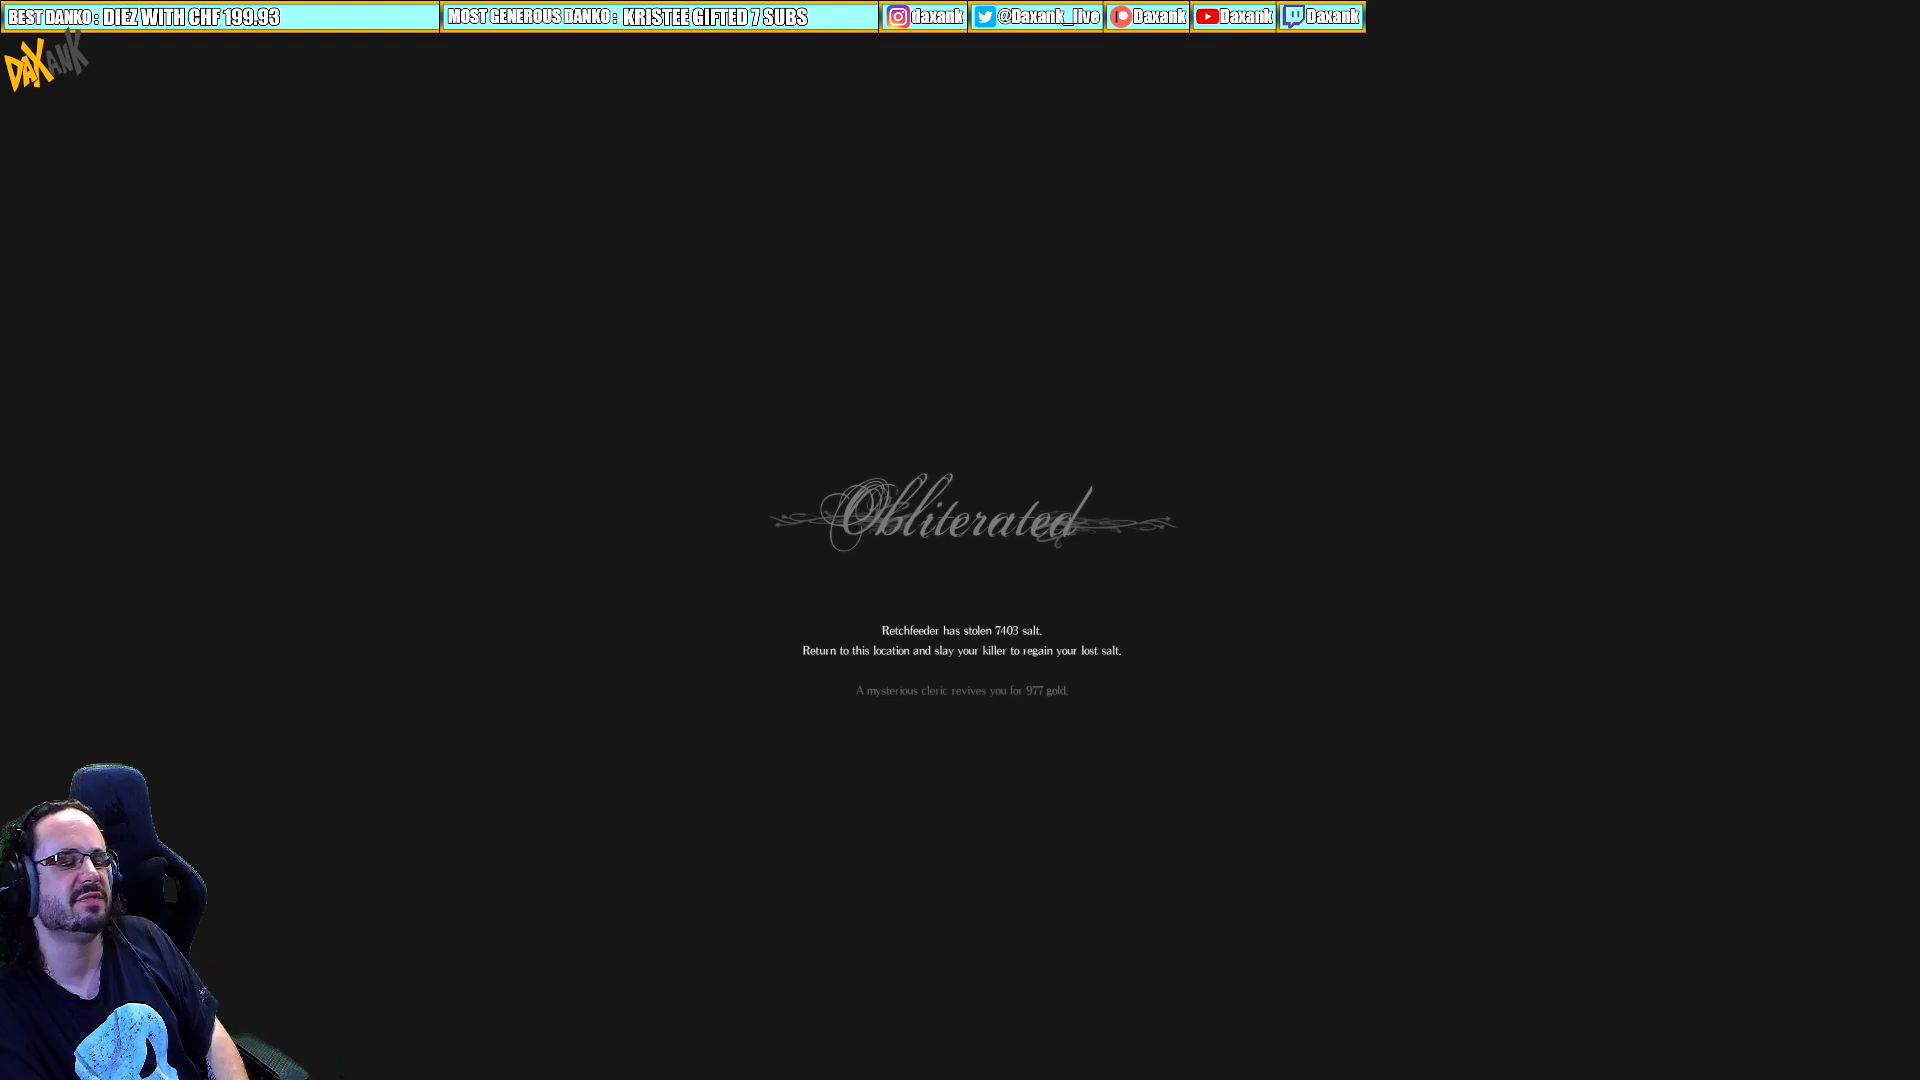 BEST DANKO : DIEZ WITH CHF 199.93
MOST GENEROUS DANKO : KRISTEE GIFTED 7 SUBS
daxank
@Daxank_live
Daxank
Daxank
Daxank
DAXANK
Obliterated
Retchfeeder has stolen 7403 salt.
Return to this location and slay your killer to regain your lost salt.
A mysterious cleric revives you for 977 gold.